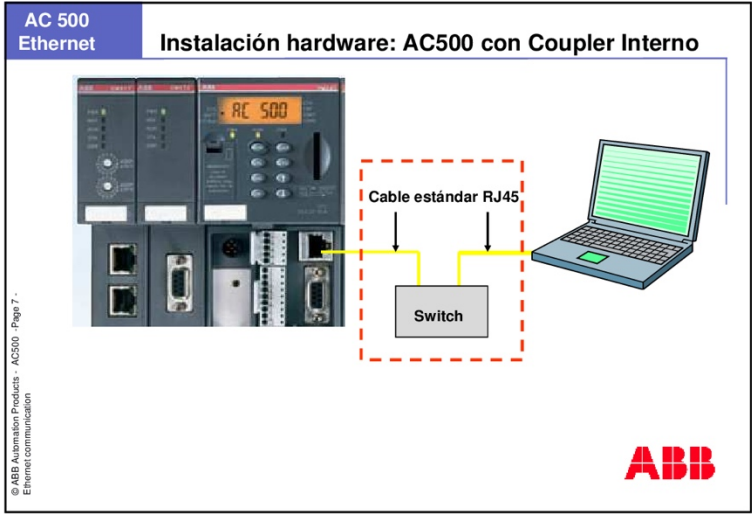 AC 500
Ethernet
Instalación hardware: AC500 con Coupler Interno
AC 500
Cable estándar RJ45
Switch
© ABB Automation Products - AC500 -Page 7 -
Ethernet communication
ABB